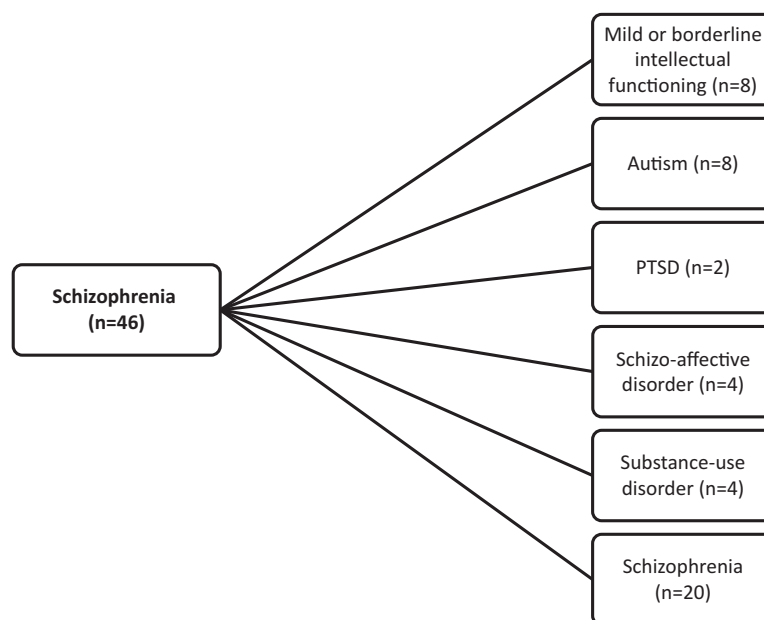 Mild or borderline
intellectual
functioning (n=8)
Autism (n=8)
Schizophrenia
(n=46)
PTSD (n=2)
Schizo-affective
disorder (n=4)
Substance-use
disorder (n=4)
Schizophrenia
(n=20)